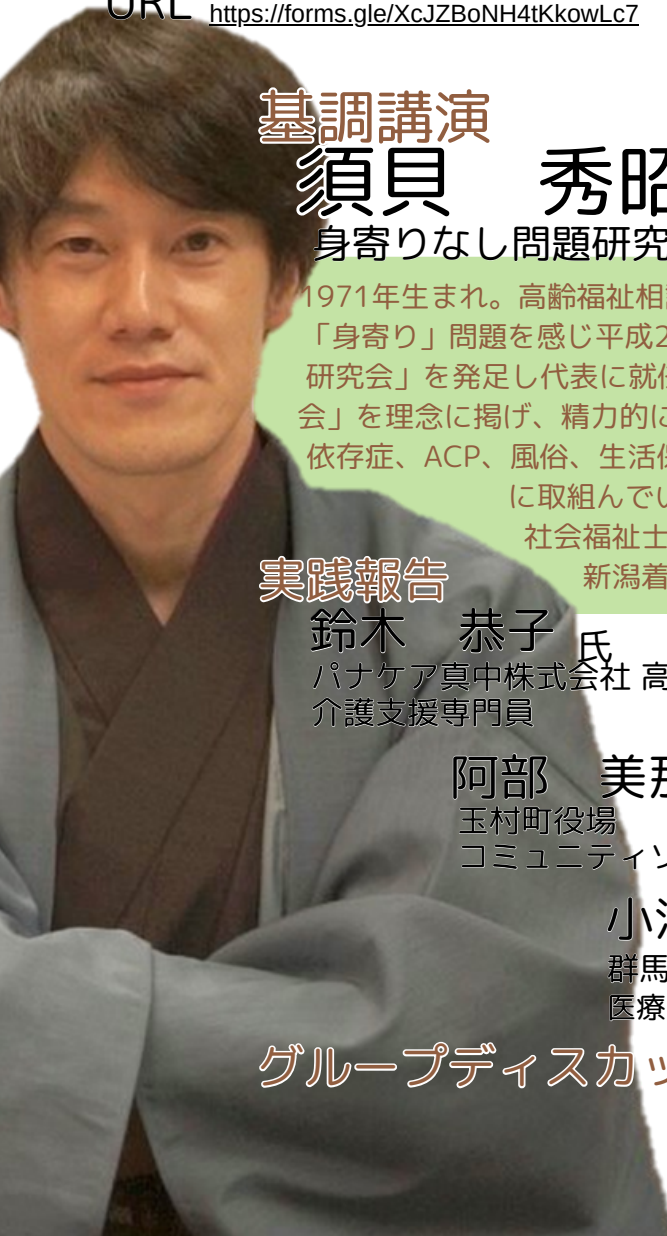 URL https://forms.gle/XcJZBoNH4tKkowLc7
基調講演
須貝 秀昭
身寄りなし問題研究
1971年生まれ。高齢福祉相
「身寄り」問題を感じ平成2
研究会」を発足し代表に就
会」を理念に掲げ、精力的に
依存症、ACP、風俗、生活保
に取組んでい
社会福祉士
新潟着
実践報告
鈴木 恭子 氏
パナケア真中株式会社 高
介護支援専門員
阿部 美
玉村町役場
コミュニティソ
小
群馬
医療
グループディスカッ